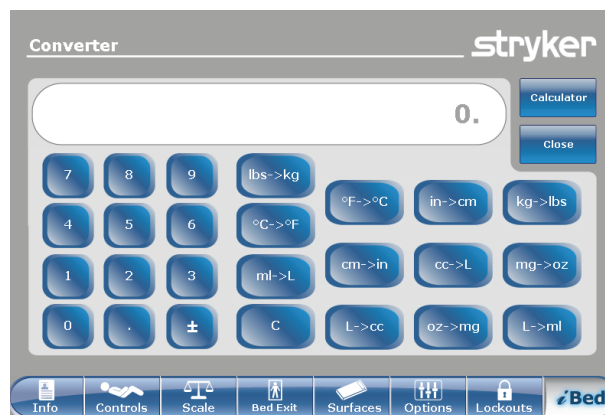 Converter
stryker
0.
Calculator
Close
7 8 9 lbs->kg
°F->°C in->cm kg->lbs
4 5 6 °C->°F
cm->in cc->L mg->oz
1 2 3 ml->L
0 . ± C L->cc oz->mg L->ml
Info Controls Scale Bed Exit Surfaces Options Lockouts iBed